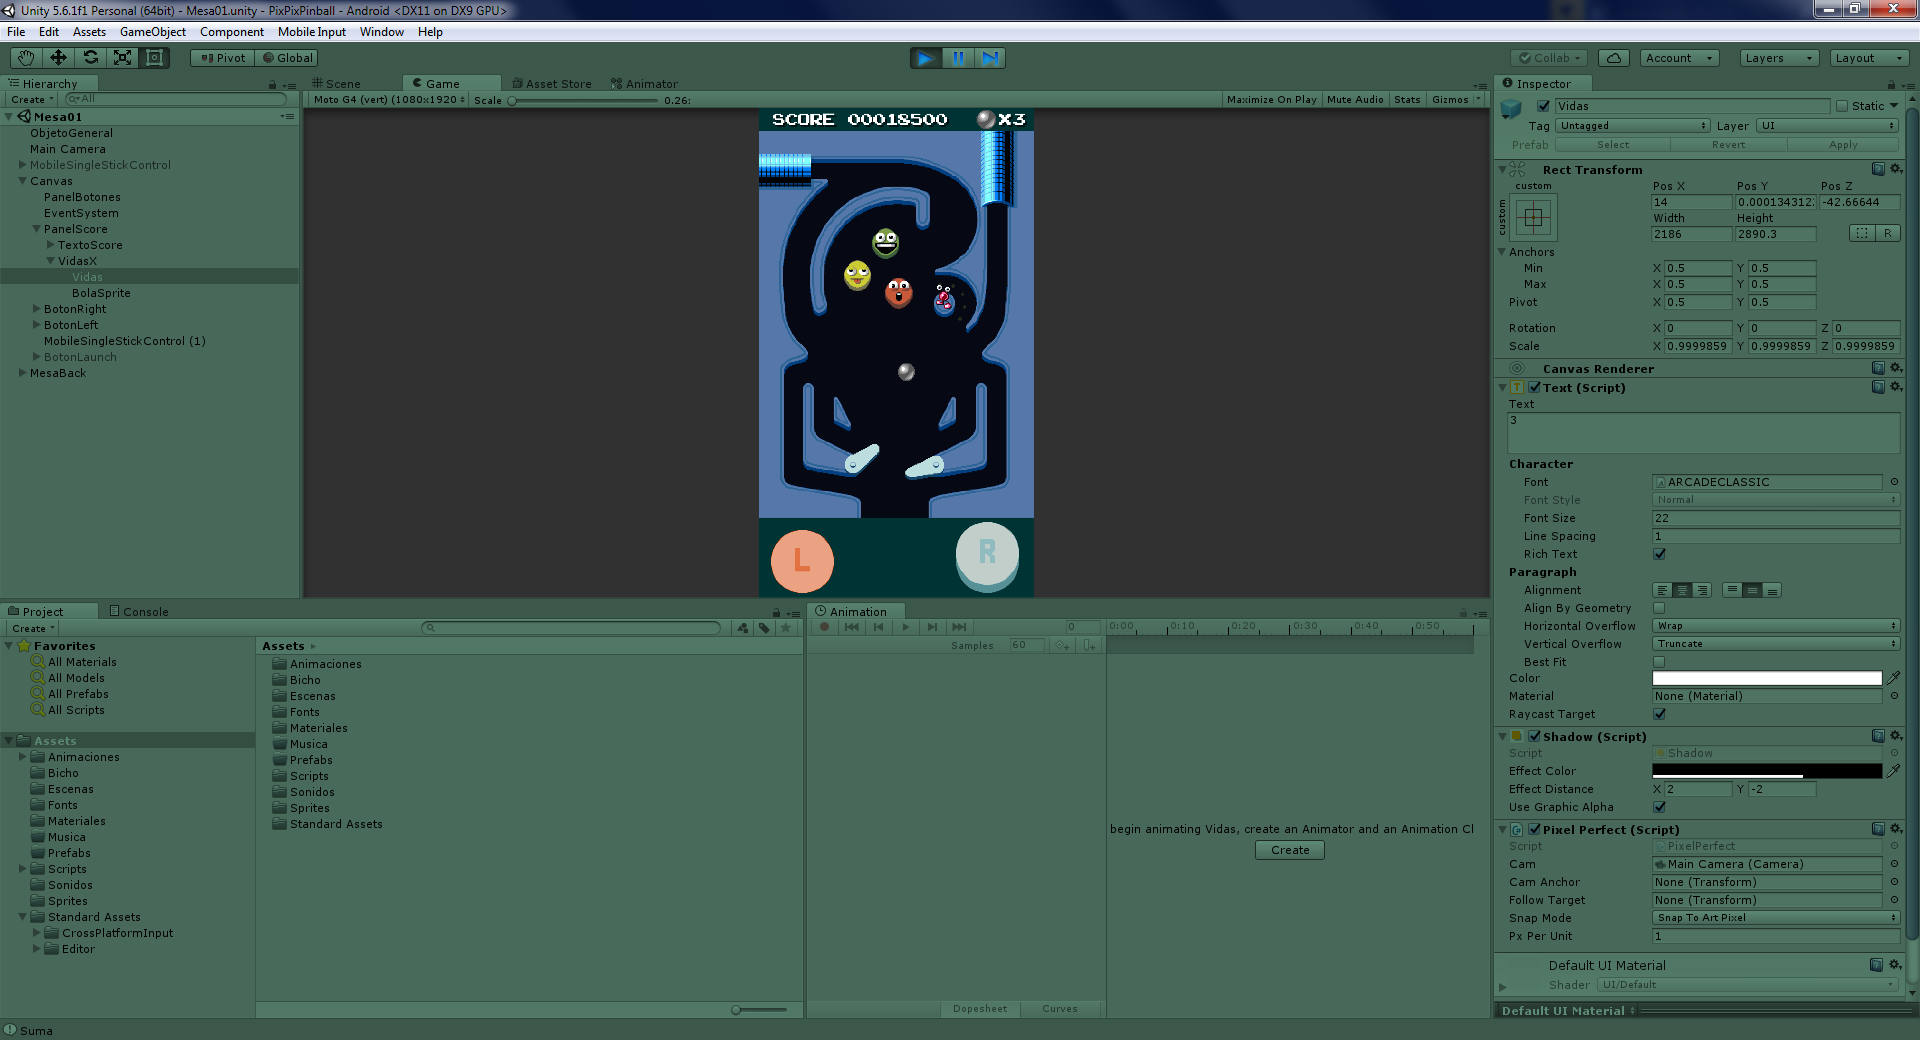 Unity 5.6.1f1 Personal (64bit) - Mesa01.unity - PixPixPinball - Android <DX11 on DX9 GPU>
File Edit Assets GameObject Component Mobile Input Window Help
Pivot Global Collab Account Layers Layout
Hierarchy
Create All
Mesa01
ObjetoGeneral
Main Camera
MobileSingleStickControl
Canvas
PanelBotones
EventSystem
PanelScore
TextoScore
VidasX
Vidas
BolaSprite
BotonRight
BotonLeft
MobileSingleStickControl (1)
BotonLaunch
MesaBack
Scene Game Asset Store Animator
Moto G4 (vert) (1080x1920 Scale 0.26: Maximize On Play Mute Audio Stats Gizmos
SCORE 00018500 X3
L R
Project Console
Create
Favorites
All Materials
All Models
All Prefabs
All Scripts
Assets
Animaciones
Bicho
Escenas
Fonts
Materiales
Musica
Prefabs
Scripts
Sonidos
Sprites
Standard Assets
CrossPlatformInput
Editor
Assets
Animaciones
Bicho
Escenas
Fonts
Materiales
Musica
Prefabs
Scripts
Sonidos
Sprites
Standard Assets
Animation
0 0:00 0:10 0:20 0:30 0:40 0:50
Samples 60
begin animating Vidas, create an Animator and an Animation Cl
Create
Dopesheet Curves
Inspector
Vidas Static
Tag Untagged Layer UI
Prefab Select Revert Apply
Rect Transform
custom Pos X Pos Y Pos Z
custom 14 0.000134312 -42.66644
Width Height
2186 2890.3 R
Anchors
Min X 0.5 Y 0.5
Max X 0.5 Y 0.5
Pivot X 0.5 Y 0.5
Rotation X 0 Y 0 Z 0
Scale X 0.9999859 Y 0.9999859 Z 0.9999859
Canvas Renderer
Text (Script)
Text
3
Character
Font ARCADECLASSIC
Font Style Normal
Font Size 22
Line Spacing 1
Rich Text
Paragraph
Alignment
Align By Geometry
Horizontal Overflow Wrap
Vertical Overflow Truncate
Best Fit
Color
Material None (Material)
Raycast Target
Shadow (Script)
Script Shadow
Effect Color
Effect Distance X 2 Y -2
Use Graphic Alpha
Pixel Perfect (Script)
Script PixelPerfect
Cam Main Camera (Camera)
Cam Anchor None (Transform)
Follow Target None (Transform)
Snap Mode Snap To Art Pixel
Px Per Unit 1
Default UI Material
Shader UI/Default
Default UI Material
Suma